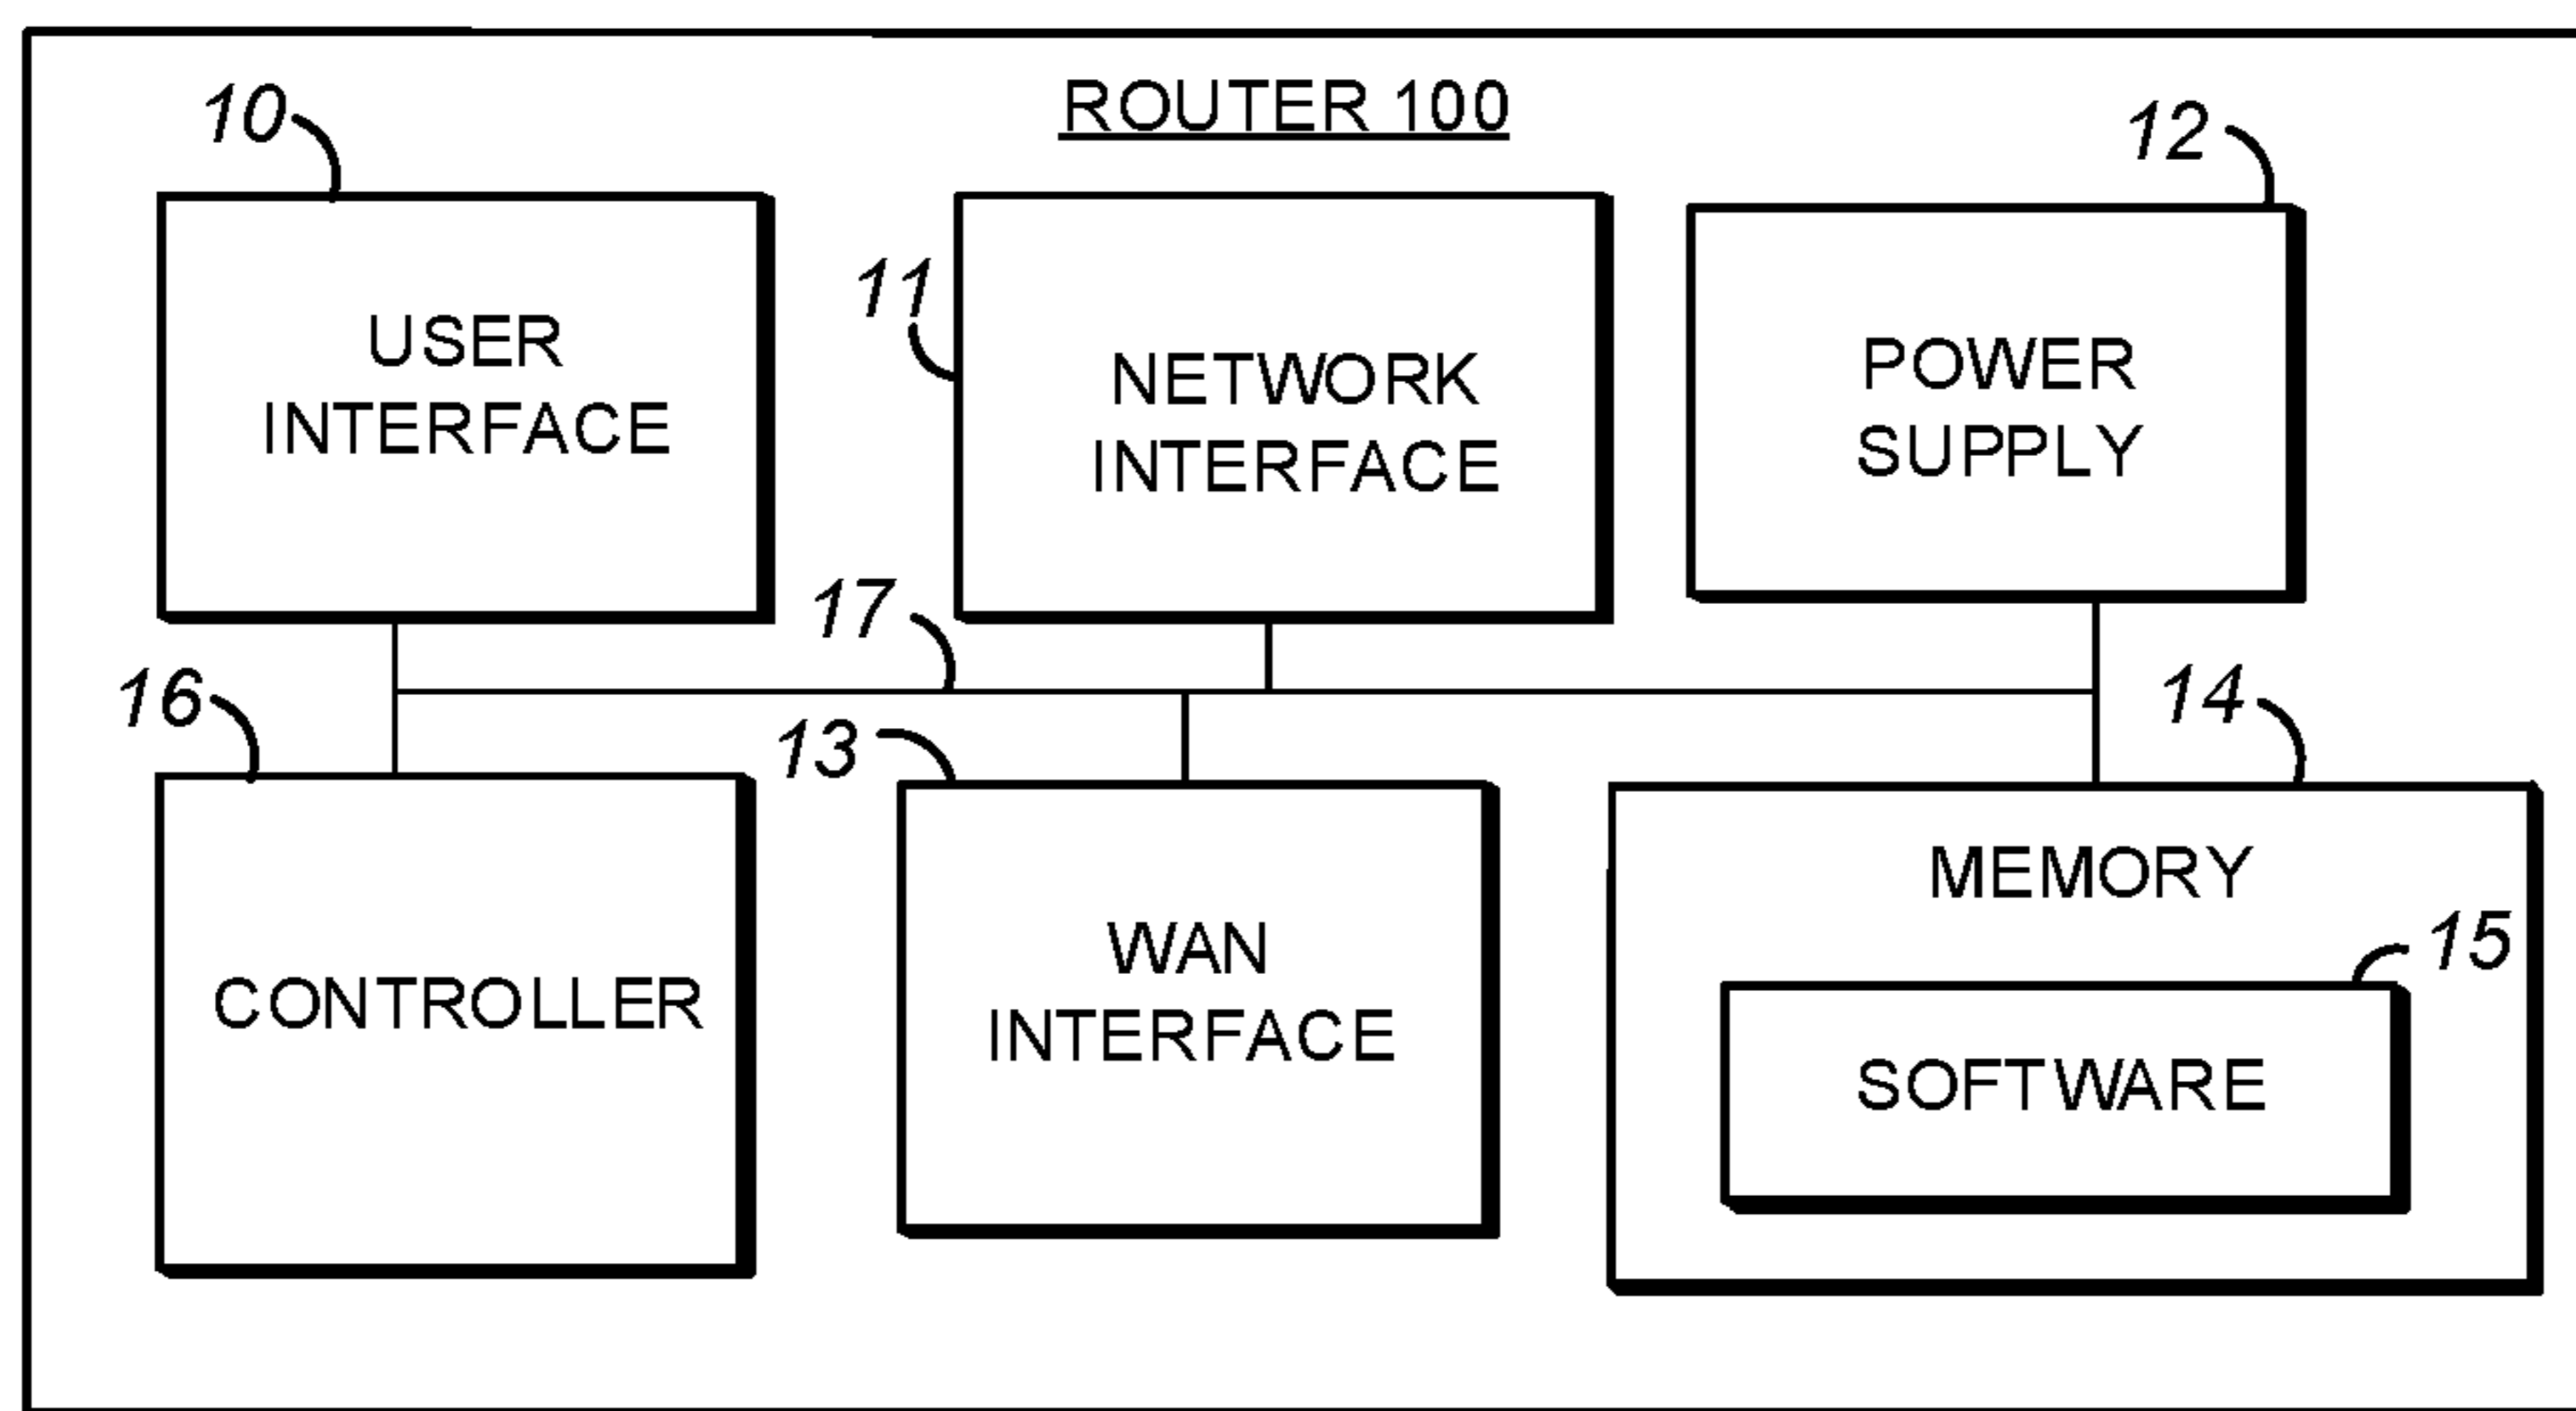 ROUTER 100
10
USER
INTERFACE
11
NETWORK
INTERFACE
12
POWER
SUPPLY
17
16
CONTROLLER
13
WAN
INTERFACE
14
MEMORY
15
SOFTWARE